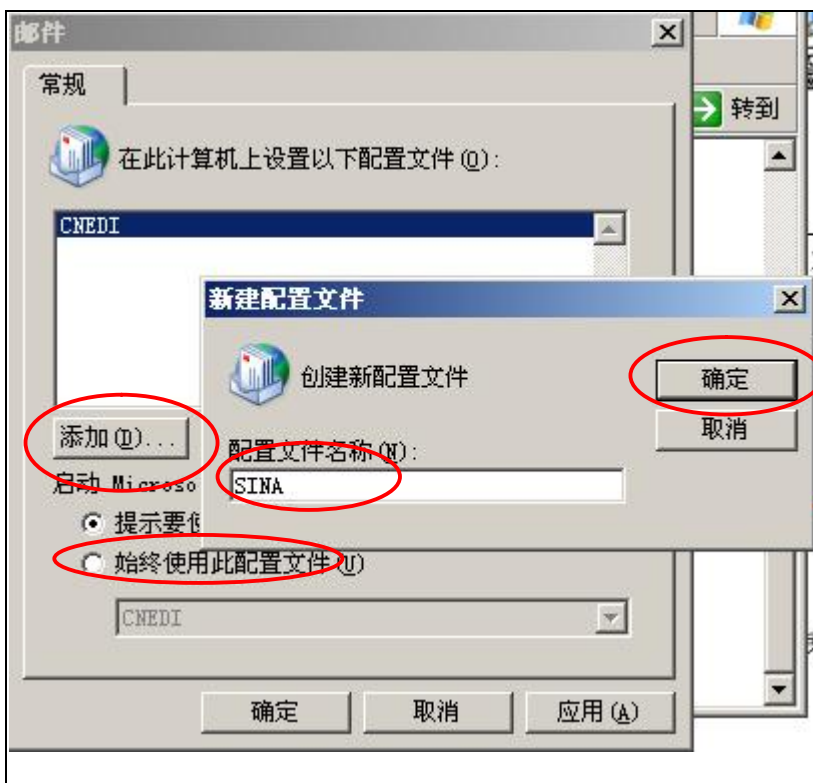 邮件
常规
转到
在此计算机上设置以下配置文件(O):
CNEDI
新建配置文件
创建新配置文件
确定
取消
添加(D)...
配置文件名称(N):
SINA
启动 Microso
提示要使
始终使用此配置文件(U)
CNEDI
确定
取消
应用(A)